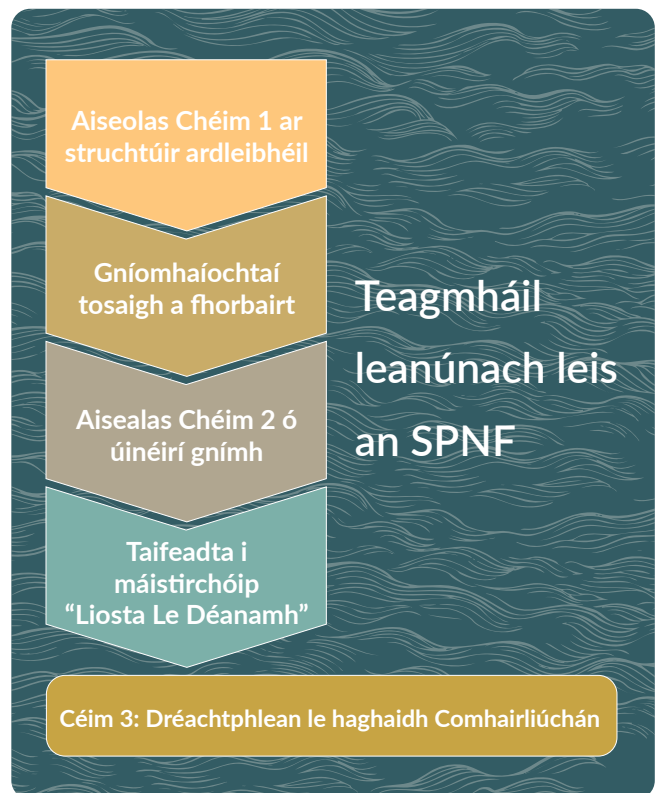 Aiseolas Chéim 1 ar
struchtúir ardleibhéil
Gníomhaíochtaí
tosaigh a fhorbairt
Aisealas Chéim 2 ó
úinéirí gnímh
Taifeadta i
máistirchóip
“Liosta Le Déanamh”
Teagmháil
leanúnach leis
an SPNF
Céim 3: Dréachtphlean le haghaidh Comhairliúchán